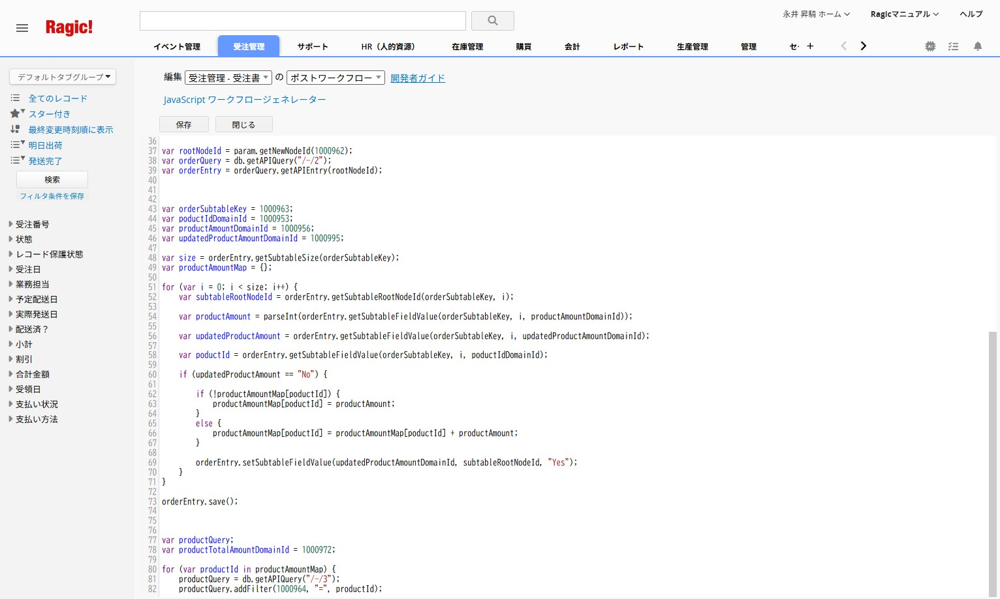 Ragic!
永井 昇騎 ホーム
Ragicマニュアル
ヘルプ
イベント管理
受注管理
サポート
HR（人的資源）
在庫管理
購買
会計
レポート
生産管理
管理
セ
+
デフォルトタブグループ
全てのレコード
スター付き
最終変更時刻順に表示
明日出荷
発送完了
検索
フィルタ条件を保存
受注番号
状態
レコード保護状態
受注日
業務担当
予定配送日
実際発送日
配送済？
小計
割引
合計金額
受領日
支払い状況
支払い方法
編集 受注管理 - 受注書 の ポストワークフロー 開発者ガイド
JavaScript ワークフロージェネレーター
保存
閉じる
36
37 var rootNodeId = param.getNewNodeId(1000962);
38 var orderQuery = db.getAPIQuery("/-/2");
39 var orderEntry = orderQuery.getAPIEntry(rootNodeId);
40
41
42
43 var orderSubtableKey = 1000963;
44 var poductIdDomainId = 1000953;
45 var productAmountDomainId = 1000956;
46 var updatedProductAmountDomainId = 1000995;
47
48 var size = orderEntry.getSubtableSize(orderSubtableKey);
49 var productAmountMap = {};
50
51 for (var i = 0; i < size; i++) {
52 var subtableRootNodeId = orderEntry.getSubtableRootNodeId(orderSubtableKey, i);
53
54 var productAmount = parseInt(orderEntry.getSubtableFieldValue(orderSubtableKey, i, productAmountDomainId));
55
56 var updatedProductAmount = orderEntry.getSubtableFieldValue(orderSubtableKey, i, updatedProductAmountDomainId);
57
58 var poductId = orderEntry.getSubtableFieldValue(orderSubtableKey, i, poductIdDomainId);
59
60 if (updatedProductAmount == "No") {
61
62 if (!productAmountMap[poductId]) {
63 productAmountMap[poductId] = productAmount;
64 }
65 else {
66 productAmountMap[poductId] = productAmountMap[poductId] + productAmount;
67 }
68
69 orderEntry.setSubtableFieldValue(updatedProductAmountDomainId, subtableRootNodeId, "Yes");
70 }
71 }
72
73 orderEntry.save();
74
75
76
77 var productQuery;
78 var productTotalAmountDomainId = 1000972;
79
80 for (var productId in productAmountMap) {
81 productQuery = db.getAPIQuery("/-/3");
82 productQuery.addFilter(1000964, "=", productId);